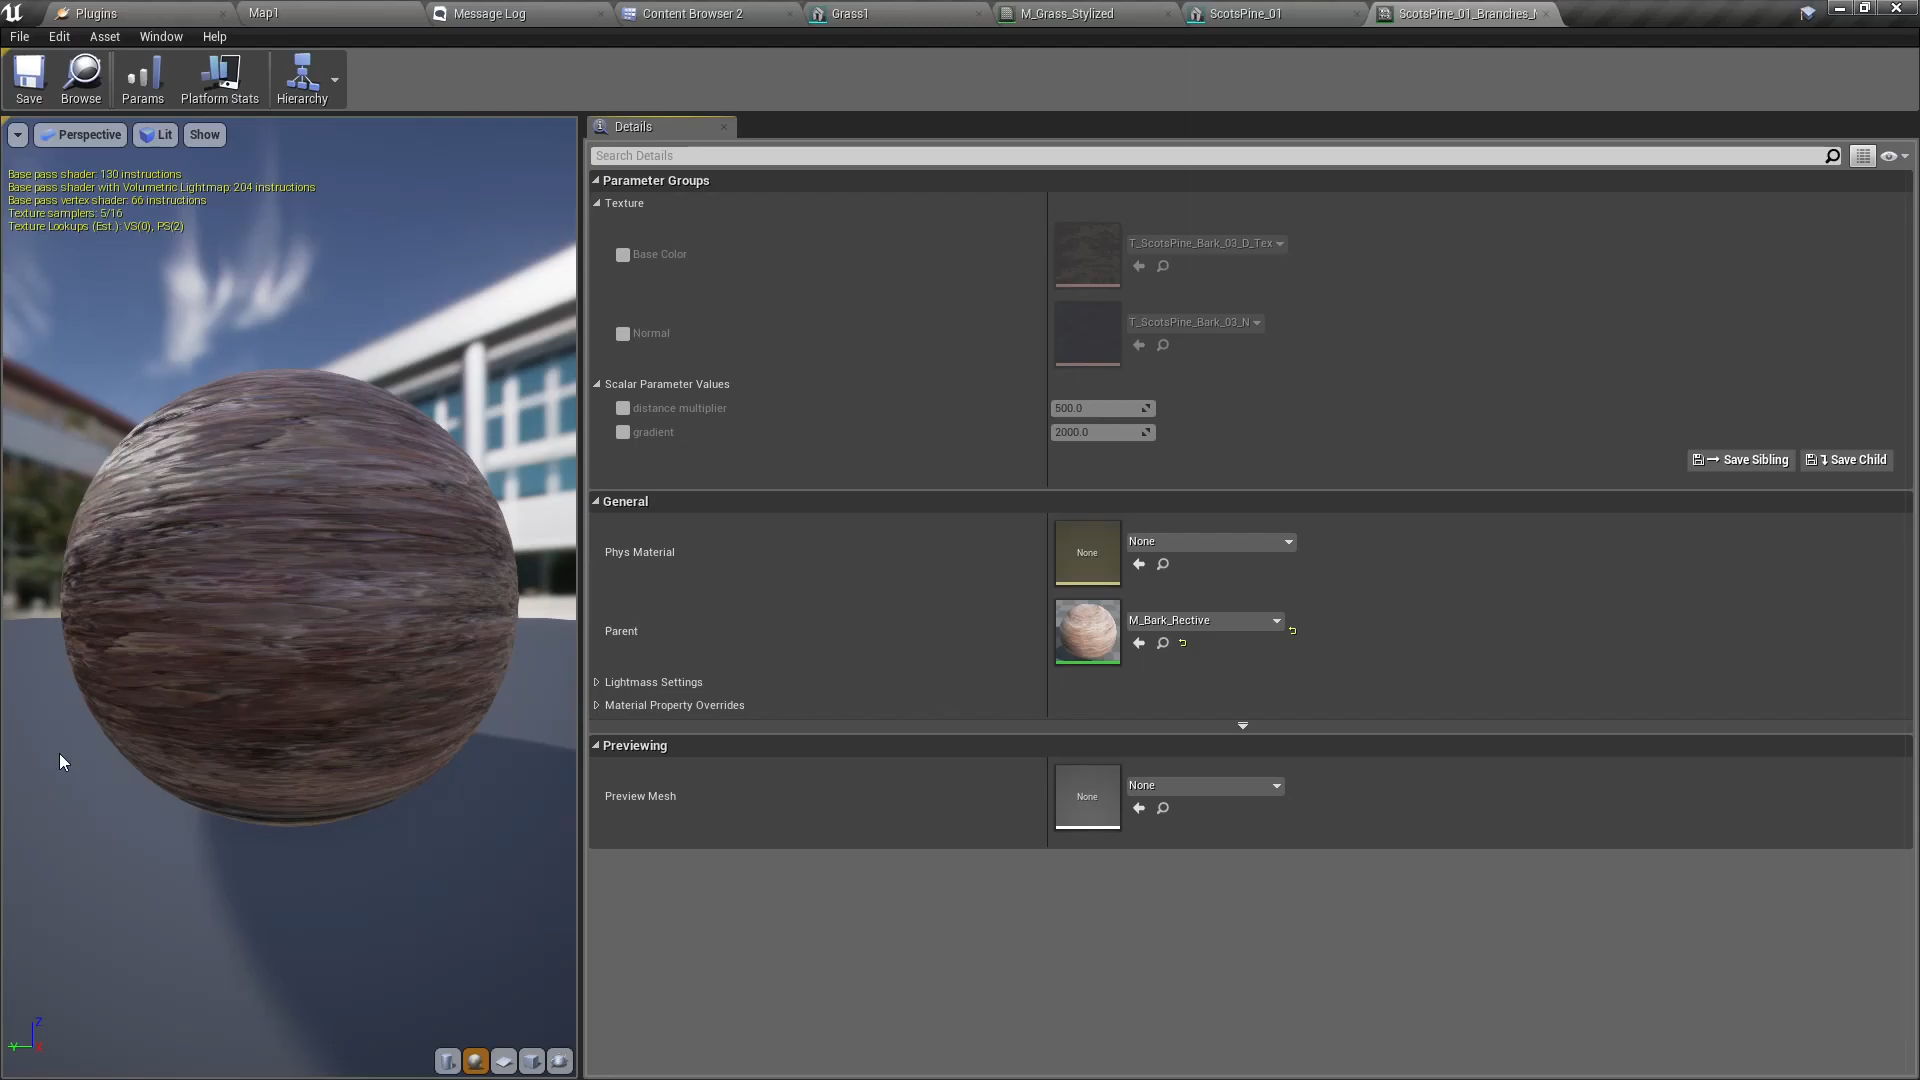 Plugins
Map1
Message Log
Content Browser 2
Grass1
M_Grass_Stylized
ScotsPine_01
ScotsPine_01_Branches_
File Edit Asset Window Help
Save Browse Params Platform Stats Hierarchy
Perspective Lit Show
Base pass shader: 130 instructions
Base pass shader with Volumetric Lightmap: 204 instructions
Base pass vertex shader: 66 instructions
Texture samplers: 5/16
Texture Lookups (Est.): VS(0), PS(2)
Z
Y X
Details
Search Details
Parameter Groups
Texture
Base Color
T_ScotsPine_Bark_03_D_Tex
Normal
T_ScotsPine_Bark_03_N
Scalar Parameter Values
distance multiplier 500.0
gradient 2000.0
Save Sibling Save Child
General
Phys Material
None
None
Parent
M_Bark_Rective
Lightmass Settings
Material Property Overrides
Previewing
Preview Mesh
None
None